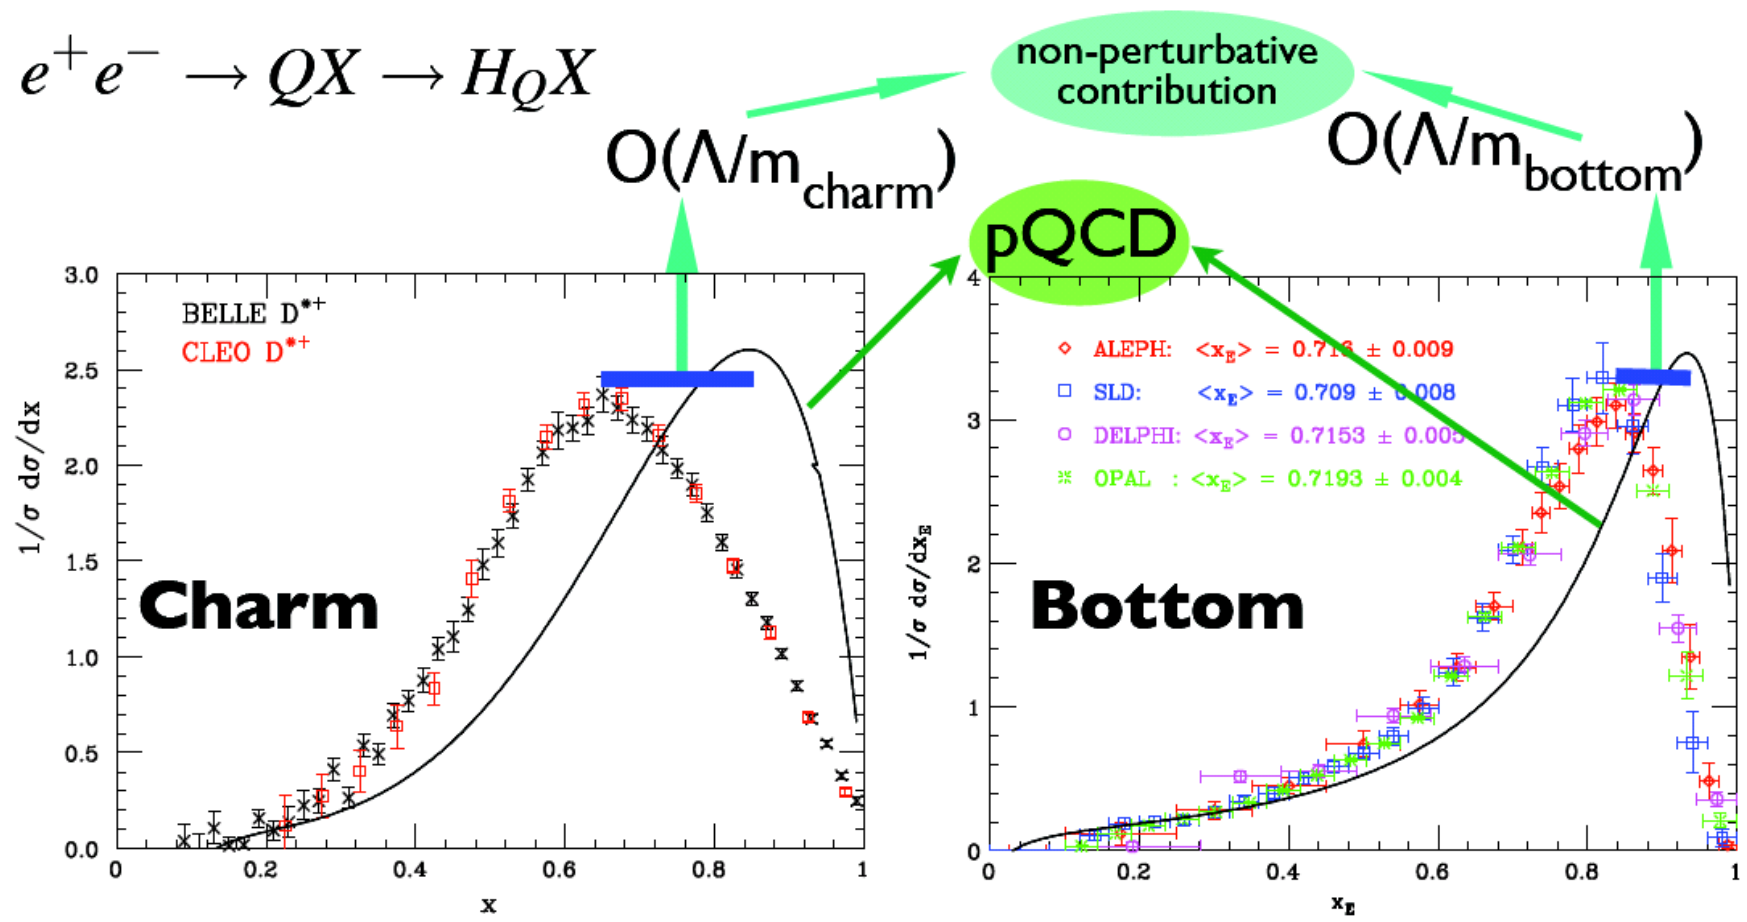 e⁺e⁻ → QX → H_QX
non-perturbative
contribution
O(Λ/m_charm)
O(Λ/m_bottom)
pQCD
BELLE D*+
CLEO D*+
Charm
1/σ dσ/dx
3.0
2.5
2.0
1.5
1.0
0.5
0.0
0 0.2 0.4 0.6 0.8 1
x
ALEPH: <x_E> = 0.716 ± 0.009
SLD: <x_E> = 0.709 ± 0.008
DELPHI: <x_E> = 0.7153 ± 0.005
OPAL : <x_E> = 0.7193 ± 0.004
Bottom
1/σ dσ/dx_E
4
3
2
1
0
0 0.2 0.4 0.6 0.8 1
x_E